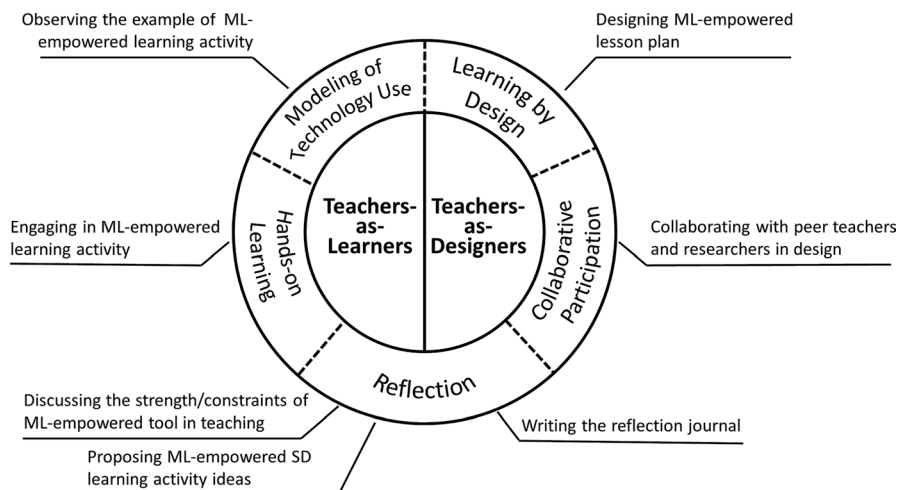 Observing the example of ML-
empowered learning activity
Designing ML-empowered
lesson plan
Modeling of
Technology Use
Learning by
Design
Teachers-
as-
Learners
Teachers-
as-
Designers
Hands-on
Learning
Collaborative
Participation
Engaging in ML-empowered
learning activity
Collaborating with peer teachers
and researchers in design
Reflection
Discussing the strength/constraints of
ML-empowered tool in teaching
Writing the reflection journal
Proposing ML-empowered SD
learning activity ideas